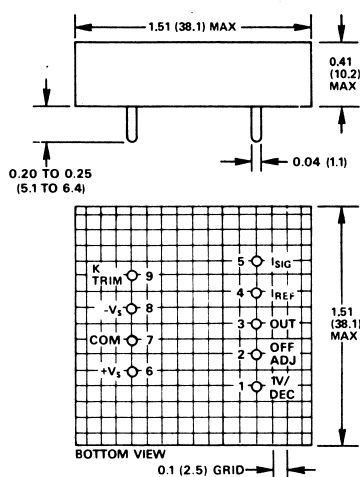 1.51 (38.1) MAX
0.41
(10.2)
MAX
0.20 TO 0.25
(5.1 TO 6.4)
0.04 (1.1)
K
TRIM
9
5 ISIG
-VS 8
4 IREF
COM 7
3 OUT
+VS 6
2 OFF
ADJ
1 1V/
DEC
1.51
(38.1)
MAX
BOTTOM VIEW
0.1 (2.5) GRID